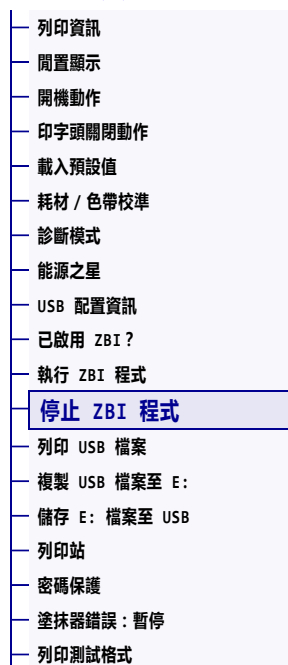 列印資訊
閒置顯示
開機動作
印字頭關閉動作
載入預設值
耗材 / 色帶校準
診斷模式
能源之星
USB 配置資訊
已啟用 ZBI？
執行 ZBI 程式
停止 ZBI 程式
列印 USB 檔案
複製 USB 檔案至 E:
儲存 E: 檔案至 USB
列印站
密碼保護
塗抹器錯誤：暫停
列印測試格式